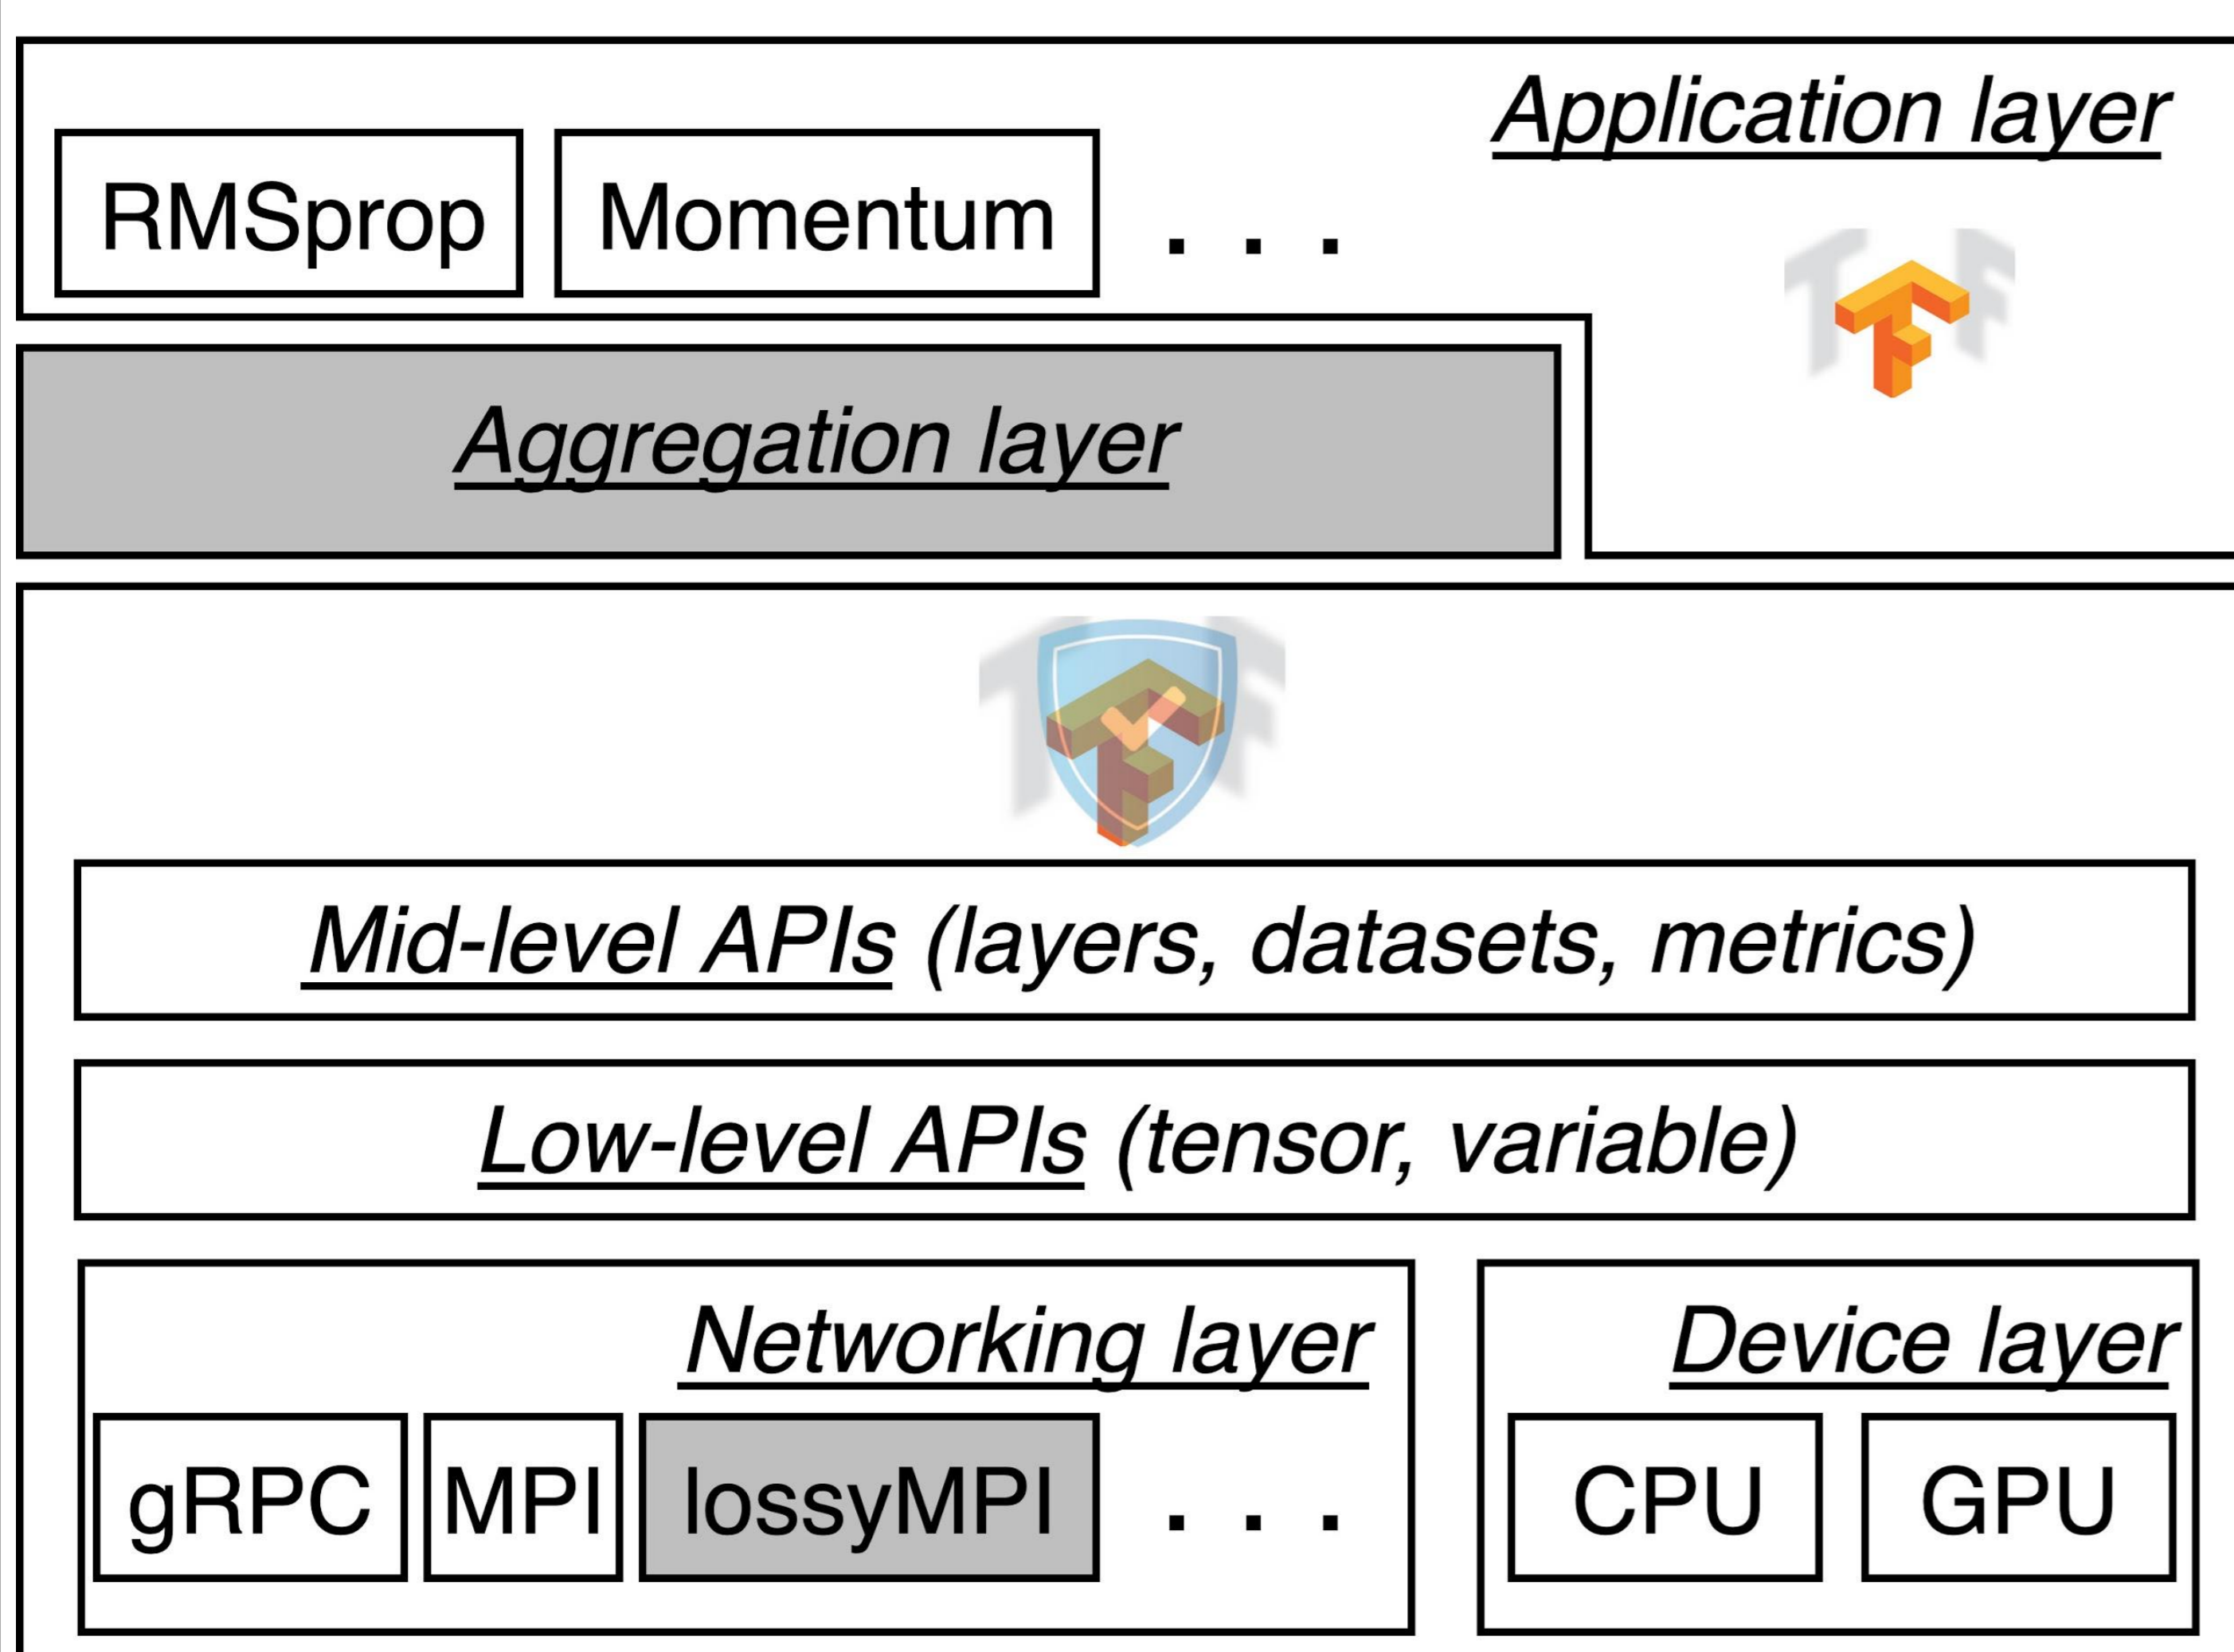 Application layer
RMSprop Momentum . . .
Aggregation layer
Mid-level APIs (layers, datasets, metrics)
Low-level APIs (tensor, variable)
Networking layer
gRPC MPI lossyMPI . . .
Device layer
CPU GPU